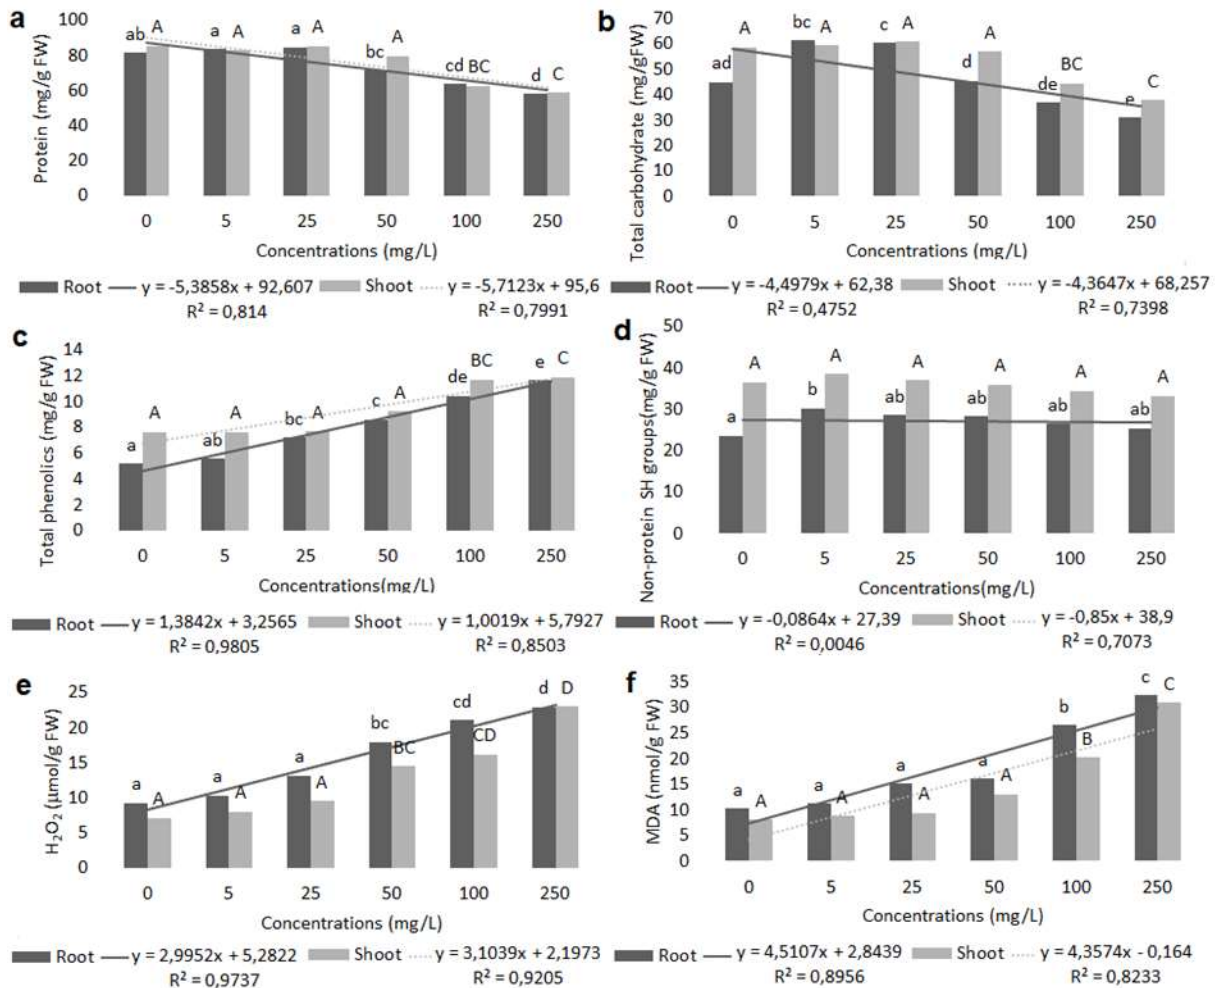 a
Protein (mg/g FW)
100
80
60
40
20
0
ab A
a A
a A
bc A
cd BC
d C
0 5 25 50 100 250
Concentrations (mg/L)
Root y = -5,3858x + 92,607 Shoot y = -5,7123x + 95,6
R² = 0,814 R² = 0,7991
b
Total carbohydrate (mg/gFW)
70
60
50
40
30
20
10
0
ad A
bc A
c A
d A
de BC
e C
0 5 25 50 100 250
Concentrations (mg/L)
Root y = -4,4979x + 62,38 Shoot y = -4,3647x + 68,257
R² = 0,4752 R² = 0,7398
c
Total phenolics (mg/g FW)
14
12
10
8
6
4
2
0
a A
ab A
bc A
c A
de BC
e C
0 5 25 50 100 250
Concentrations(mg/L)
Root y = 1,3842x + 3,2565 Shoot y = 1,0019x + 5,7927
R² = 0,9805 R² = 0,8503
d
Non-protein SH groups(mg/g FW)
50
40
30
20
10
0
a A
b A
ab A
ab A
ab A
ab A
0 5 25 50 100 250
Concentrations(mg/L)
Root y = -0,0864x + 27,39 Shoot y = -0,85x + 38,9
R² = 0,0046 R² = 0,7073
e
H₂O₂ (µmol/g FW)
25
20
15
10
5
0
a A
a A
a A
bc BC
cd CD
d D
0 5 25 50 100 250
Concentrations (mg/L)
Root y = 2,9952x + 5,2822 Shoot y = 3,1039x + 2,1973
R² = 0,9737 R² = 0,9205
f
MDA (nmol/g FW)
35
30
25
20
15
10
5
0
a A
a A
a A
a A
b B
c C
0 5 25 50 100 250
Concentrations (mg/L)
Root y = 4,5107x + 2,8439 Shoot y = 4,3574x - 0,164
R² = 0,8956 R² = 0,8233